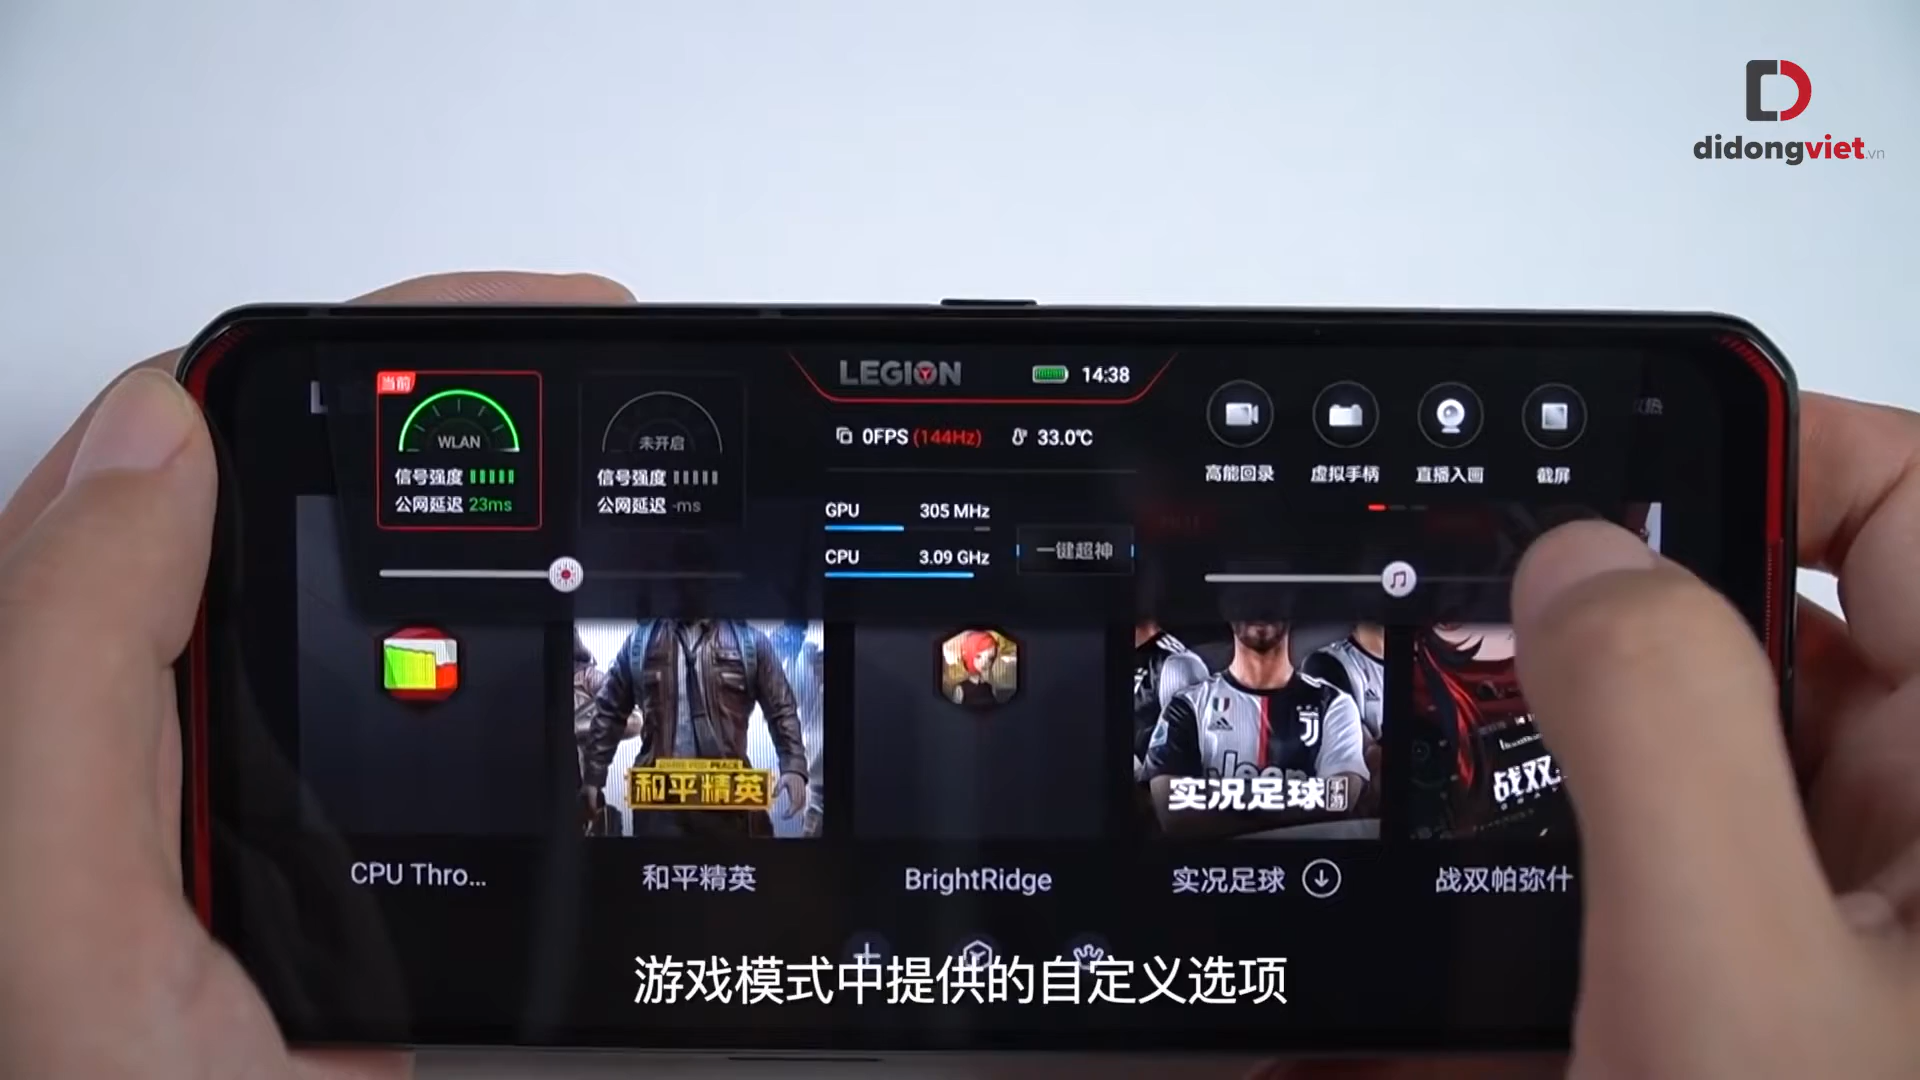 didongviet.vn
LEGION
14:38
当前
WLAN
信号强度
公网延迟 23ms
未开启
信号强度
公网延迟 -ms
0FPS (144Hz)
33.0℃
GPU 305 MHz
CPU 3.09 GHz
一键超神
高能回录
虚拟手柄
直播入画
截屏
和平精英
实况足球手游
战双
CPU Thro...
和平精英
BrightRidge
实况足球
战双帕弥什
游戏模式中提供的自定义选项